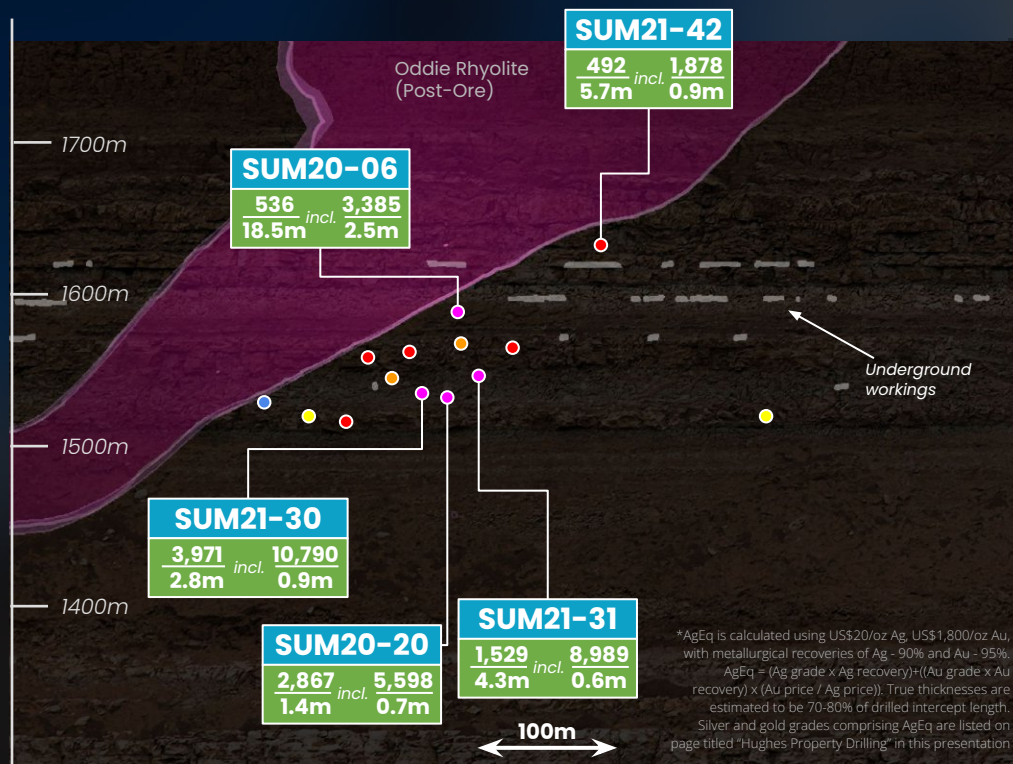 SUM21-42
492 incl. 1,878
5.7m 0.9m
Oddie Rhyolite
(Post-Ore)
1700m
SUM20-06
536 incl. 3,385
18.5m 2.5m
1600m
Underground
workings
1500m
SUM21-30
3,971 incl. 10,790
2.8m 0.9m
1400m
SUM21-31
1,529 incl. 8,989
4.3m 0.6m
SUM20-20
2,867 incl. 5,598
1.4m 0.7m
100m
*AgEq is calculated using US$20/oz Ag, US$1,800/oz Au,
with metallurgical recoveries of Ag - 90% and Au - 95%.
AgEq = (Ag grade x Ag recovery)+((Au grade x Au
recovery) x (Au price / Ag price)). True thicknesses are
estimated to be 70-80% of drilled intercept length.
Silver and gold grades comprising AgEq are listed on
page titled “Hughes Property Drilling” in this presentation